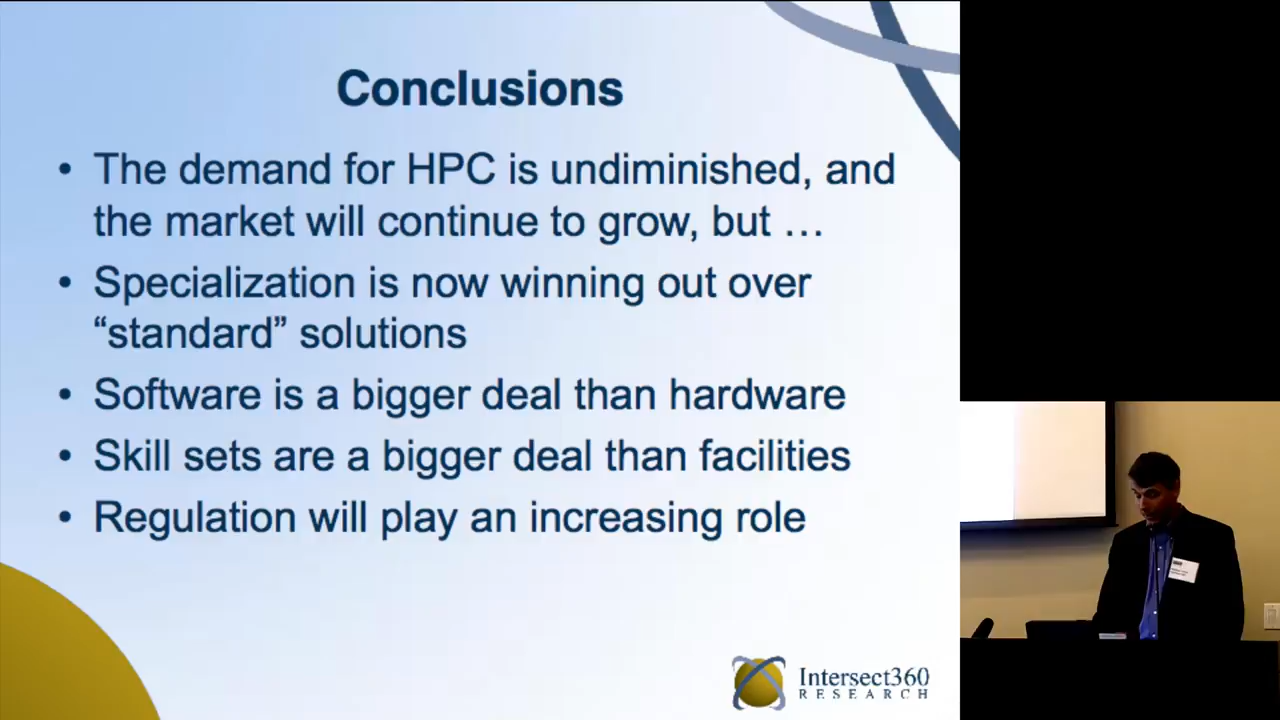 Conclusions
• The demand for HPC is undiminished, and
the market will continue to grow, but …
• Specialization is now winning out over
“standard” solutions
• Software is a bigger deal than hardware
• Skill sets are a bigger deal than facilities
• Regulation will play an increasing role
Intersect360
RESEARCH